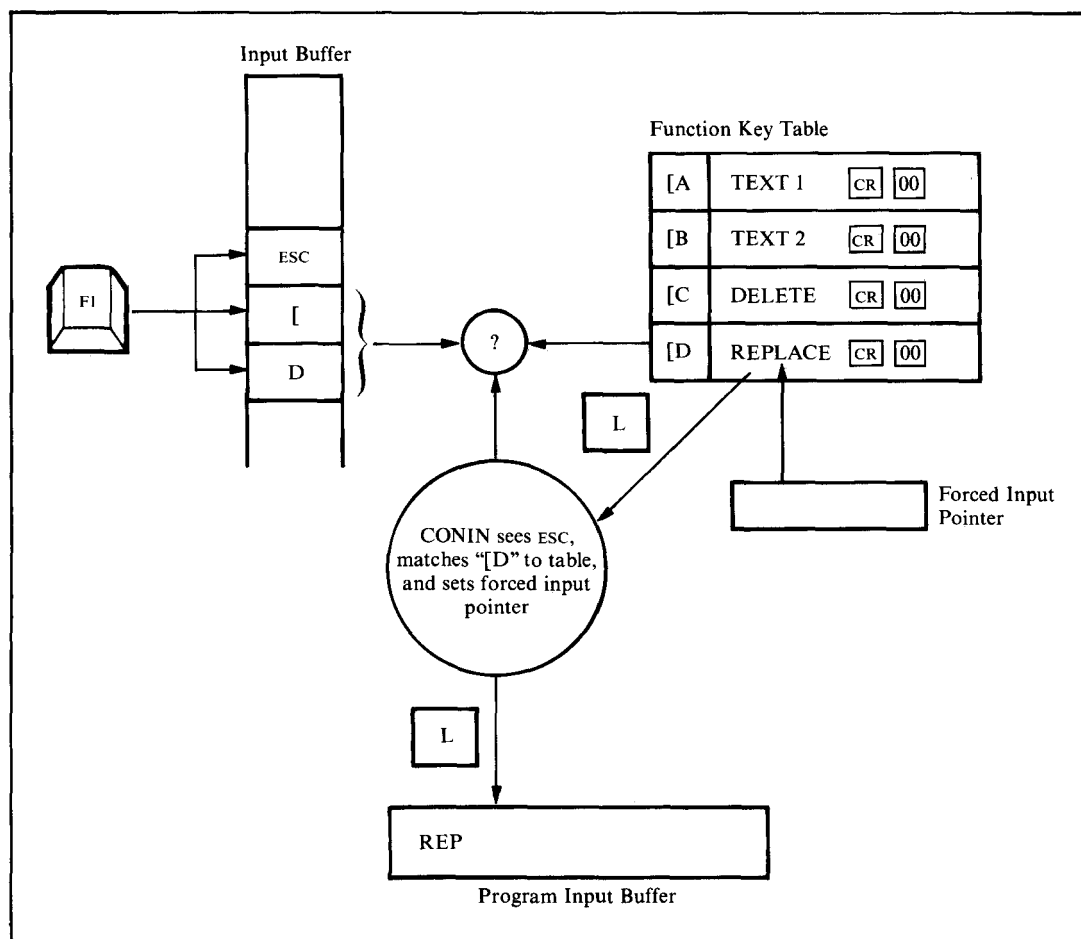 Input Buffer
Function Key Table
[A TEXT 1 CR 00
[B TEXT 2 CR 00
[C DELETE CR 00
[D REPLACE CR 00
ESC
F1
[
D
?
L
Forced Input
Pointer
CONIN sees ESC,
matches “[D” to table,
and sets forced input
pointer
L
REP
Program Input Buffer